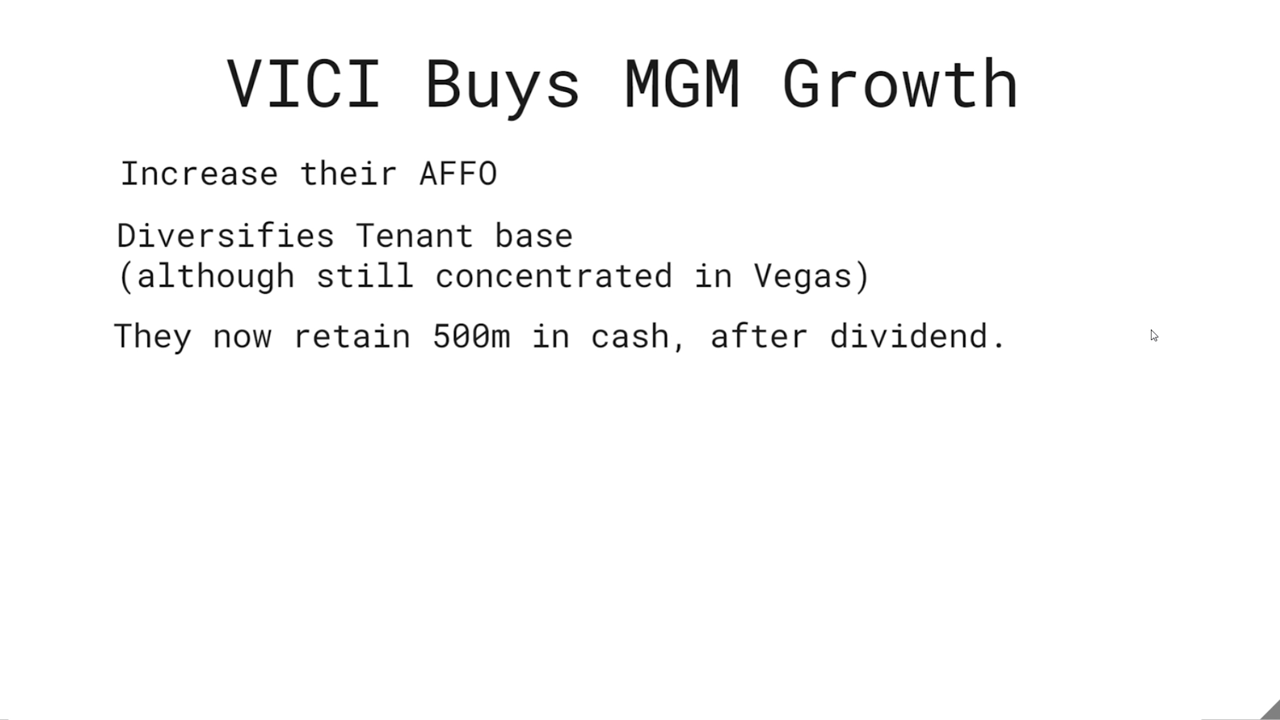 VICI Buys MGM Growth
Increase their AFFO
Diversifies Tenant base
(although still concentrated in Vegas)
They now retain 500m in cash, after dividend.